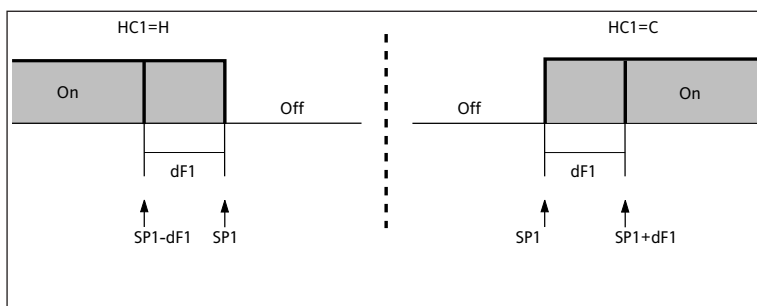 HC1=H
HC1=C
On
Off
Off
On
dF1
dF1
SP1-dF1
SP1
SP1
SP1+dF1